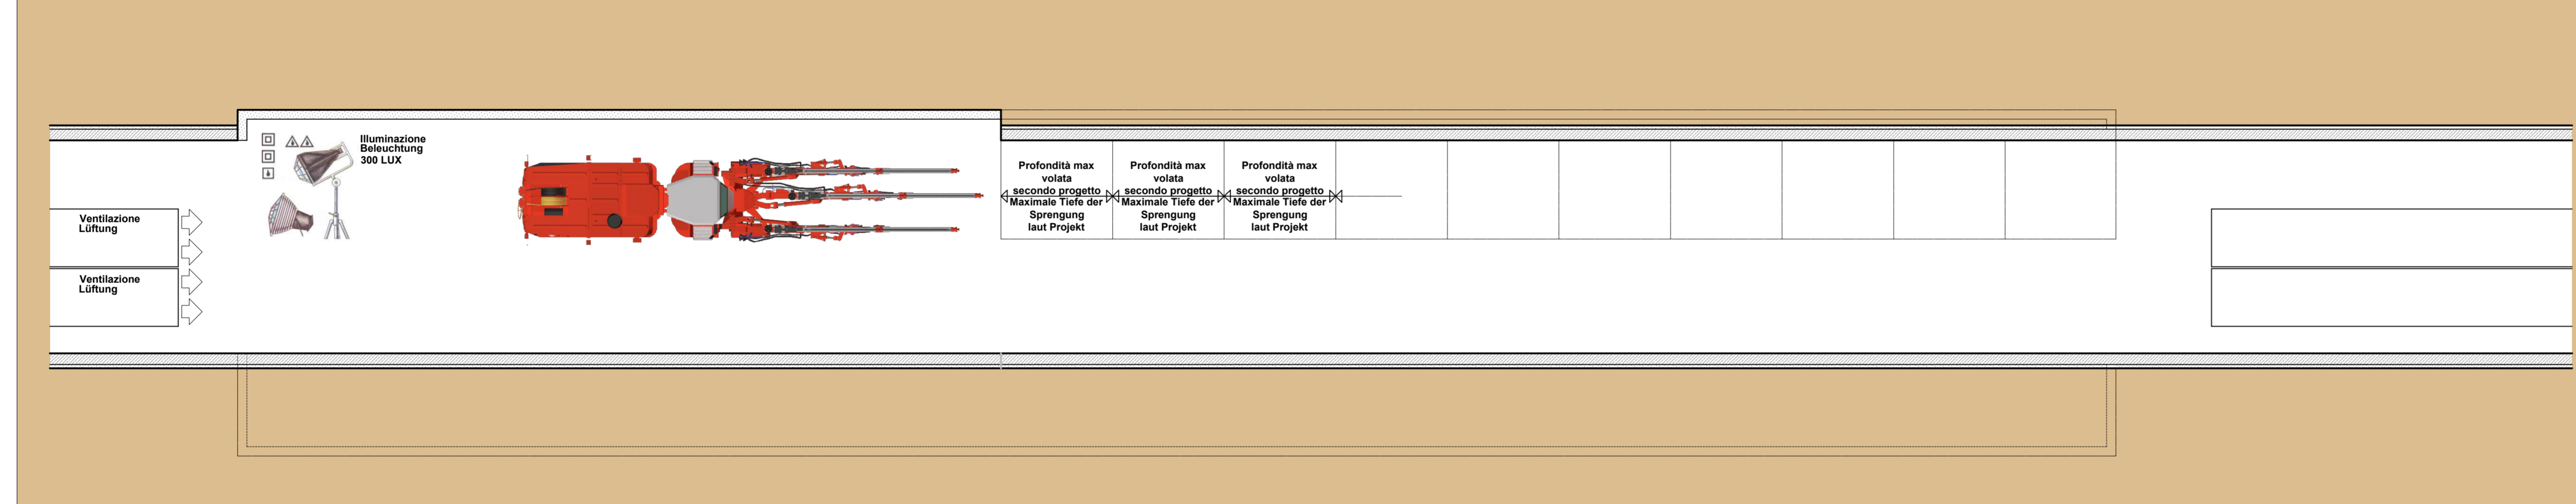 Illuminazione
Beleuchtung
300 LUX
Ventilazione
Lüftung
Ventilazione
Lüftung
Profondità max
volata
secondo progetto
Maximale Tiefe der
Sprengung
laut Projekt
Profondità max
volata
secondo progetto
Maximale Tiefe der
Sprengung
laut Projekt
Profondità max
volata
secondo progetto
Maximale Tiefe der
Sprengung
laut Projekt